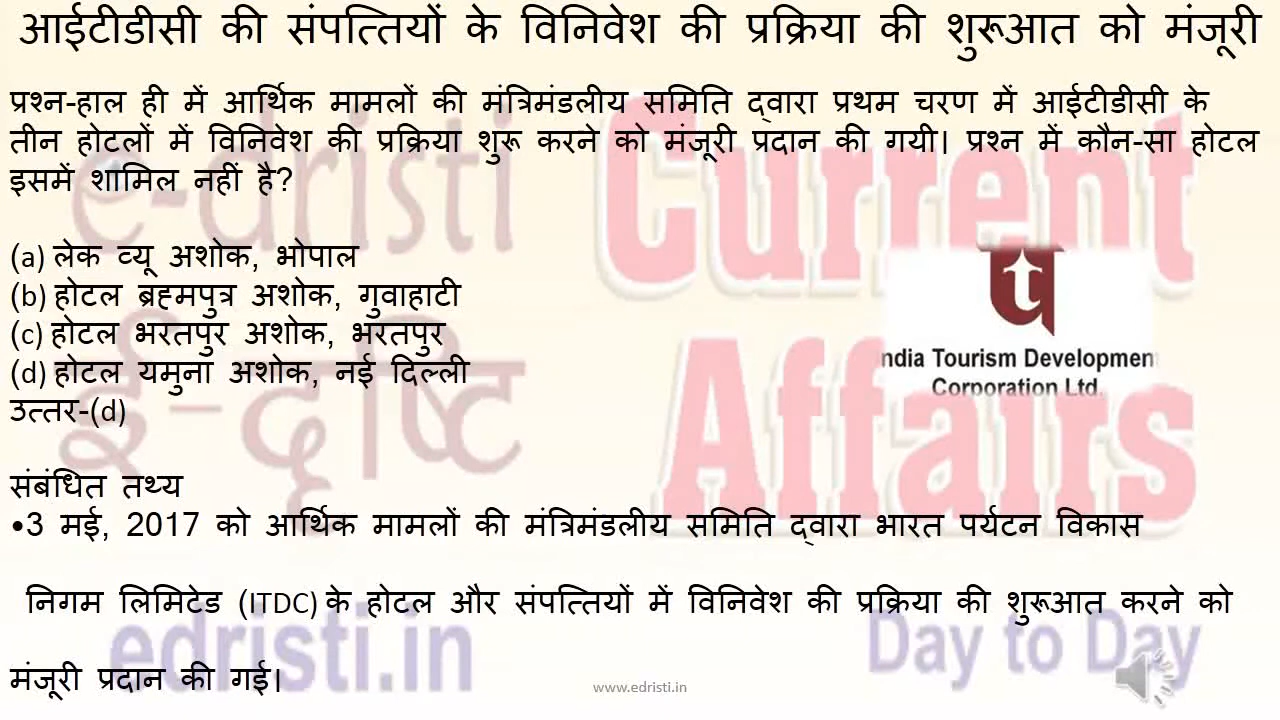 आईटीडीसी की संपत्तियों के विनिवेश की प्रक्रिया की शुरूआत को मंजूरी
प्रश्न-हाल ही में आर्थिक मामलों की मंत्रिमंडलीय समिति द्वारा प्रथम चरण में आईटीडीसी के
तीन होटलों में विनिवेश की प्रक्रिया शुरू करने को मंजूरी प्रदान की गयी। प्रश्न में कौन-सा होटल
इसमें शामिल नहीं है?
(a) लेक व्यू अशोक, भोपाल
(b) होटल ब्रह्मपुत्र अशोक, गुवाहाटी
(c) होटल भरतपुर अशोक, भरतपुर
(d) होटल यमुना अशोक, नई दिल्ली
उत्तर-(d)
संबंधित तथ्य
•3 मई, 2017 को आर्थिक मामलों की मंत्रिमंडलीय समिति द्वारा भारत पर्यटन विकास
निगम लिमिटेड (ITDC) के होटल और संपत्तियों में विनिवेश की प्रक्रिया की शुरूआत करने को
मंजूरी प्रदान की गई।
ndia Tourism Developmen
Corporation Ltd.
e-dristi
ई-दृष्टि
Current
Affairs
edristi.in
Day to Day
www.edristi.in